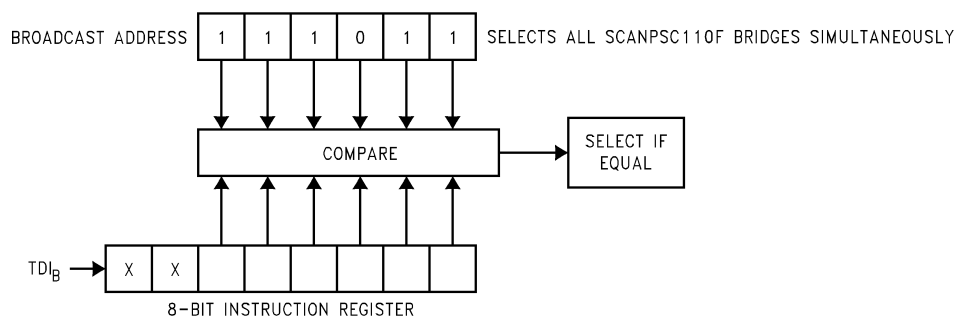 BROADCAST ADDRESS 1 1 1 0 1 1 SELECTS ALL SCANPSC110F BRIDGES SIMULTANEOUSLY
COMPARE
SELECT IF
EQUAL
TDIB X X
8-BIT INSTRUCTION REGISTER